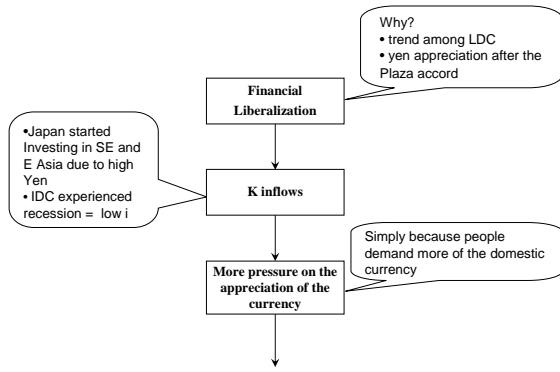 Why?
• trend among LDC
• yen appreciation after the
Plaza accord
Financial
Liberalization
•Japan started
Investing in SE and
E Asia due to high
Yen
• IDC experienced
recession = low i
K inflows
Simply because people
demand more of the domestic
currency
More pressure on the
appreciation of the
currency